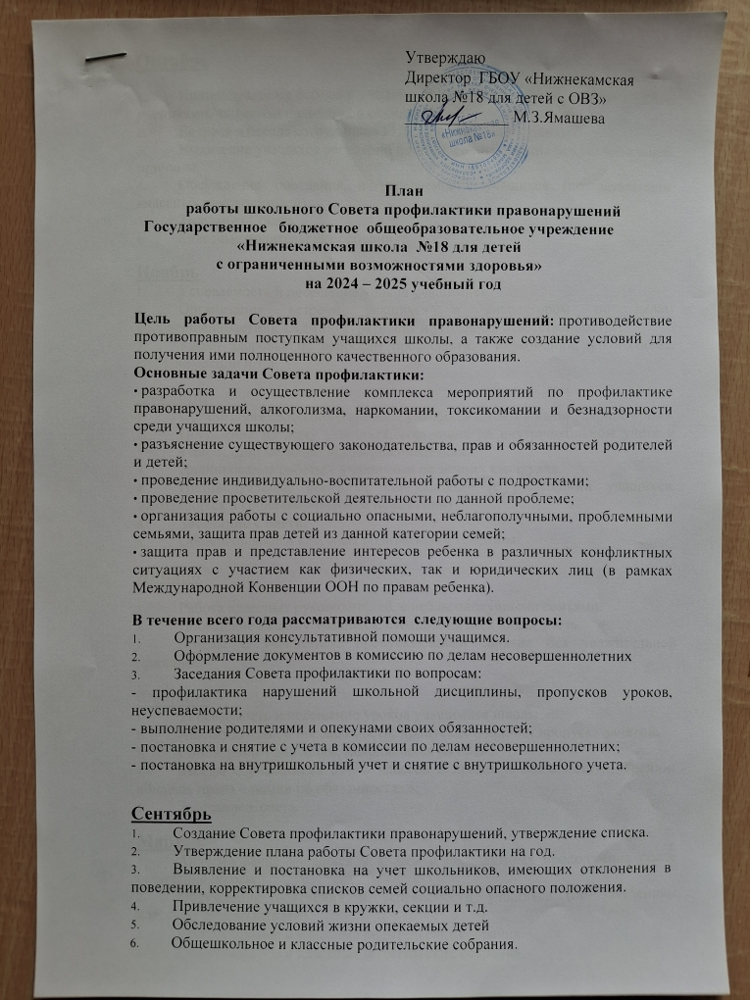 Утверждаю
Директор ГБОУ «Нижнекамская
школа №18 для детей с ОВЗ»
М.З.Ямашева
«Нижнекамская
школа №18»
План
работы школьного Совета профилактики правонарушений
Государственное бюджетное общеобразовательное учреждение
«Нижнекамская школа №18 для детей
с ограниченными возможностями здоровья»
на 2024 – 2025 учебный год
Цель работы Совета профилактики правонарушений: противодействие
противоправным поступкам учащихся школы, а также создание условий для
получения ими полноценного качественного образования.
Основные задачи Совета профилактики:
• разработка и осуществление комплекса мероприятий по профилактике
правонарушений, алкоголизма, наркомании, токсикомании и безнадзорности
среди учащихся школы;
• разъяснение существующего законодательства, прав и обязанностей родителей
и детей;
• проведение индивидуально-воспитательной работы с подростками;
• проведение просветительской деятельности по данной проблеме;
• организация работы с социально опасными, неблагополучными, проблемными
семьями, защита прав детей из данной категории семей;
• защита прав и представление интересов ребенка в различных конфликтных
ситуациях с участием как физических, так и юридических лиц (в рамках
Международной Конвенции ООН по правам ребенка).
В течение всего года рассматриваются следующие вопросы:
1. Организация консультативной помощи учащимся.
2. Оформление документов в комиссию по делам несовершеннолетних
3. Заседания Совета профилактики по вопросам:
- профилактика нарушений школьной дисциплины, пропусков уроков,
неуспеваемости;
- выполнение родителями и опекунами своих обязанностей;
- постановка и снятие с учета в комиссии по делам несовершеннолетних;
- постановка на внутришкольный учет и снятие с внутришкольного учета.
Сентябрь
1. Создание Совета профилактики правонарушений, утверждение списка.
2. Утверждение плана работы Совета профилактики на год.
3. Выявление и постановка на учет школьников, имеющих отклонения в
поведении, корректировка списков семей социально опасного положения.
4. Привлечение учащихся в кружки, секции и т.д.
5. Обследование условий жизни опекаемых детей
6. Общешкольное и классные родительские собрания.